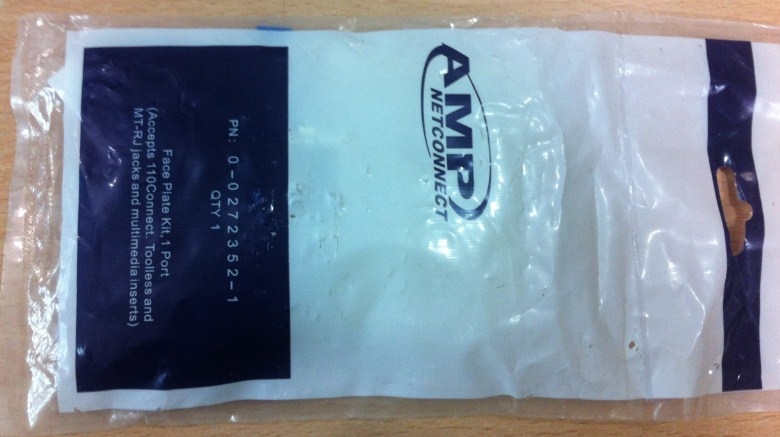 AMP
NETCONNECT
PN: 0-0272352-1
QTY 1
Face Plate Kit,1 Port
(Accepts 110Connect, Toolless and
MT-RJ jacks and multimedia inserts)